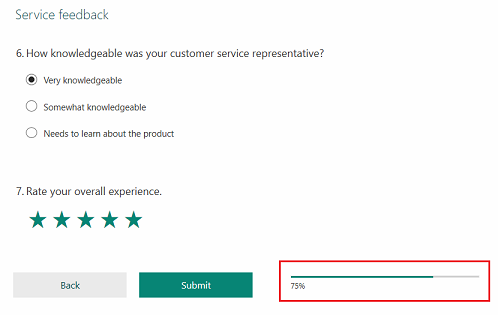 Service feedback
6. How knowledgeable was your customer service representative?
Very knowledgeable
Somewhat knowledgeable
Needs to learn about the product
7. Rate your overall experience.
Back
Submit
75%